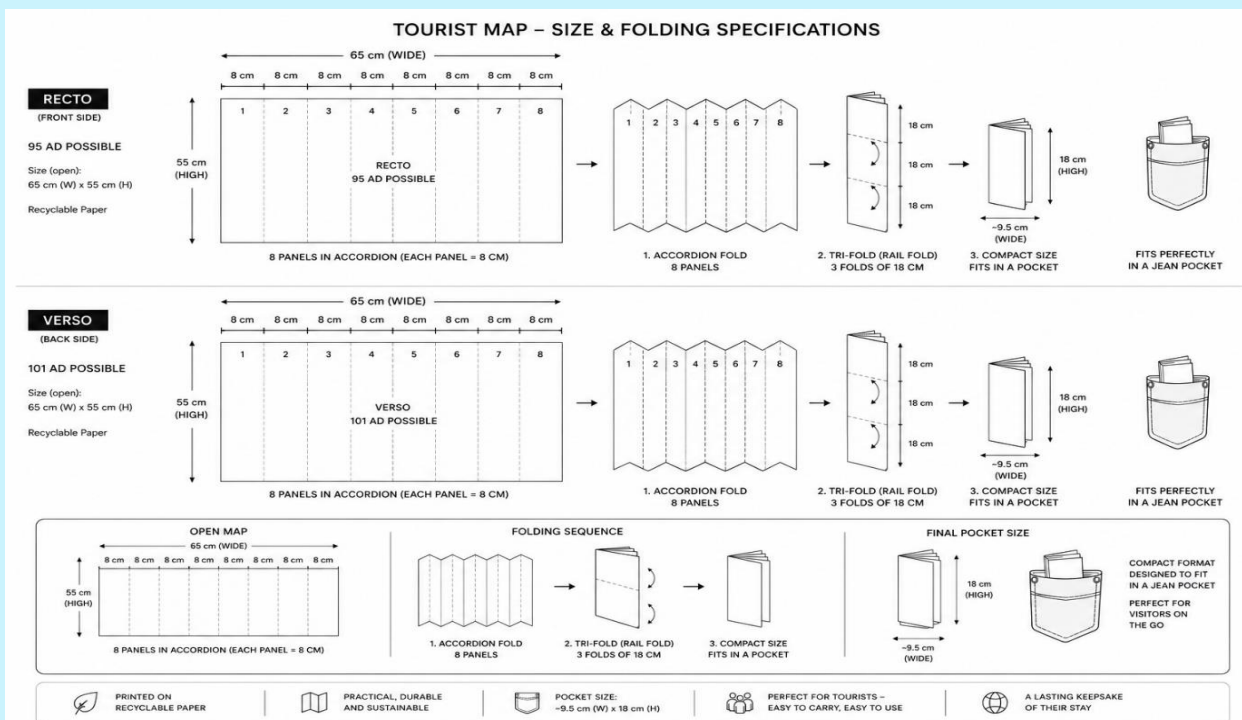 TOURIST MAP – SIZE & FOLDING SPECIFICATIONS
RECTO
(FRONT SIDE)
95 AD POSSIBLE
Size (open):
65 cm (W) x 55 cm (H)
Recyclable Paper
65 cm (WIDE)
8 cm 8 cm 8 cm 8 cm 8 cm 8 cm 8 cm 8 cm
55 cm
(HIGH)
1 2 3 4 5 6 7 8
RECTO
95 AD POSSIBLE
8 PANELS IN ACCORDION (EACH PANEL = 8 CM)
1 2 3 4 5 6 7 8
1. ACCORDION FOLD
8 PANELS
18 cm
18 cm
18 cm
2. TRI-FOLD (RAIL FOLD)
3 FOLDS OF 18 CM
18 cm
(HIGH)
~9.5 cm
(WIDE)
3. COMPACT SIZE
FITS IN A POCKET
FITS PERFECTLY
IN A JEAN POCKET
VERSO
(BACK SIDE)
101 AD POSSIBLE
Size (open):
65 cm (W) x 55 cm (H)
Recyclable Paper
65 cm (WIDE)
8 cm 8 cm 8 cm 8 cm 8 cm 8 cm 8 cm 8 cm
55 cm
(HIGH)
1 2 3 4 5 6 7 8
VERSO
101 AD POSSIBLE
8 PANELS IN ACCORDION (EACH PANEL = 8 CM)
1 2 3 4 5 6 7 8
1. ACCORDION FOLD
8 PANELS
18 cm
18 cm
18 cm
2. TRI-FOLD (RAIL FOLD)
3 FOLDS OF 18 CM
18 cm
(HIGH)
~9.5 cm
(WIDE)
3. COMPACT SIZE
FITS IN A POCKET
FITS PERFECTLY
IN A JEAN POCKET
OPEN MAP
65 cm (WIDE)
8 cm 8 cm 8 cm 8 cm 8 cm 8 cm 8 cm 8 cm
55 cm
(HIGH)
8 PANELS IN ACCORDION (EACH PANEL = 8 CM)
FOLDING SEQUENCE
1. ACCORDION FOLD
8 PANELS
2. TRI-FOLD (RAIL FOLD)
3 FOLDS OF 18 CM
3. COMPACT SIZE
FITS IN A POCKET
FINAL POCKET SIZE
18 cm
(HIGH)
~9.5 cm
(WIDE)
COMPACT FORMAT
DESIGNED TO FIT
IN A JEAN POCKET
PERFECT FOR
VISITORS ON
THE GO
PRINTED ON
RECYCLABLE PAPER
PRACTICAL, DURABLE
AND SUSTAINABLE
POCKET SIZE:
~9.5 cm (W) x 18 cm (H)
PERFECT FOR TOURISTS –
EASY TO CARRY, EASY TO USE
A LASTING KEEPSAKE
OF THEIR STAY